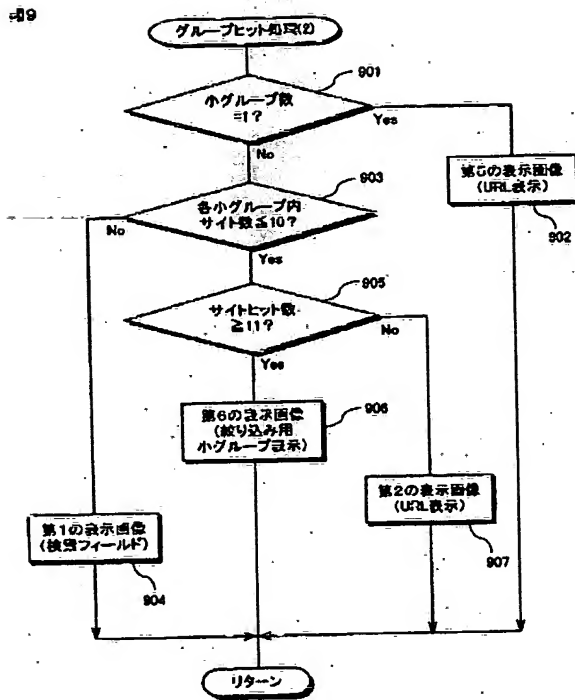 図9
グループヒット処理(2)
901
小グループ数
=1?
Yes
No
903
各小グループ内
サイト数≦10?
No
Yes
第5の表示画像
(URL表示)
902
905
サイトヒット数
≧11?
No
Yes
906
第6の表示画像
(絞り込み用
小グループ表示)
第2の表示画像
(URL表示)
907
第1の表示画像
(検索フィールド)
904
リターン